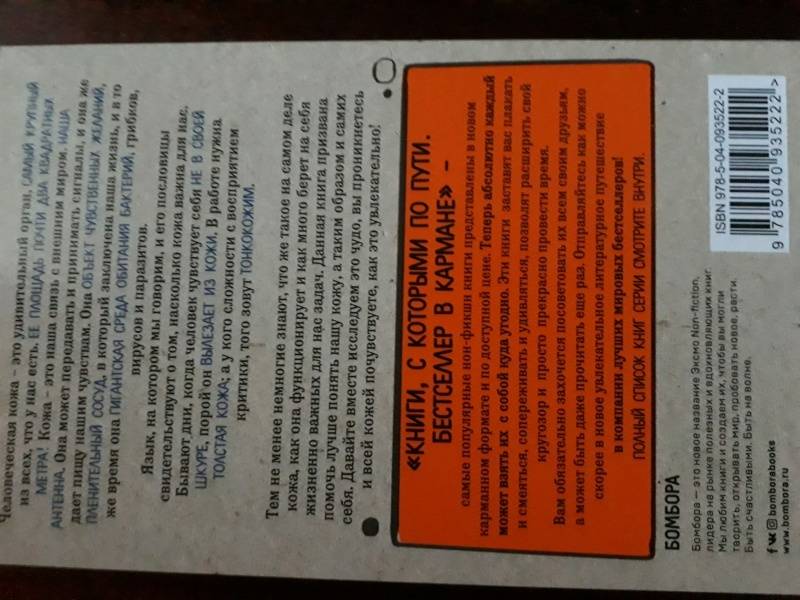 Человеческая кожа – это удивительный орган, САМЫЙ КРУПНЫЙ
из всех, что у нас есть. ЕЕ ПЛОЩАДЬ ПОЧТИ ДВА КВАДРАТНЫХ
МЕТРА! Кожа – это наша связь с внешним миром, НАША
АНТЕННА. Она может передавать и принимать сигналы, и она же
дает пищу нашим чувствам. Она ОБЪЕКТ ЧУВСТВЕННЫХ ЖЕЛАНИЙ,
ПЛЕНИТЕЛЬНЫЙ СОСУД, в который заключена наша жизнь, и в то
же время она ГИГАНТСКАЯ СРЕДА ОБИТАНИЯ БАКТЕРИЙ, грибков,
вирусов и паразитов.
Язык, на котором мы говорим, и его пословицы
свидетельствуют о том, насколько кожа важна для нас.
Бывают дни, когда человек чувствует себя НЕ В СВОЕЙ
ШКУРЕ, порой он ВЫЛЕЗАЕТ ИЗ КОЖИ. В работе нужна
ТОЛСТАЯ КОЖА; а у кого сложности с восприятием
критики, того зовут ТОНКОКОЖИМ.
Тем не менее немногие знают, что же такое на самом деле
кожа, как она функционирует и как много берет на себя
жизненно важных для нас задач. Данная книга призвана
помочь лучше понять нашу кожу, а таким образом и самих
себя. Давайте вместе исследуем это чудо, вы проникнетесь
и всей кожей почувствуете, как это увлекательно!
«КНИГИ, С КОТОРЫМИ ПО ПУТИ.
БЕСТСЕЛЛЕР В КАРМАНЕ» –
самые популярные нон-фикшн книги представлены в новом
карманном формате и по доступной цене. Теперь абсолютно каждый
может взять их с собой куда угодно. Эти книги заставят вас плакать
и смеяться, сопереживать и удивляться, позволят расширить свой
кругозор и просто прекрасно провести время.
Вам обязательно захочется посоветовать их всем своим друзьям,
а может быть даже прочитать еще раз. Отправляйтесь как можно
скорее в новое увлекательное литературное путешествие
в компании лучших мировых бестселлеров!
ПОЛНЫЙ СПИСОК КНИГ СЕРИИ СМОТРИТЕ ВНУТРИ.
БОМБОРА
Бомбора – это новое название Эксмо Non-fiction,
лидера на рынке полезных и вдохновляющих книг.
Мы любим книги и создаем их, чтобы вы могли
творить, открывать мир, пробовать новое, расти.
Быть счастливыми. Быть на волне.
bomborabooks
www.bombora.ru
ISBN 978-5-04-093522-2
9 785040 935222 >